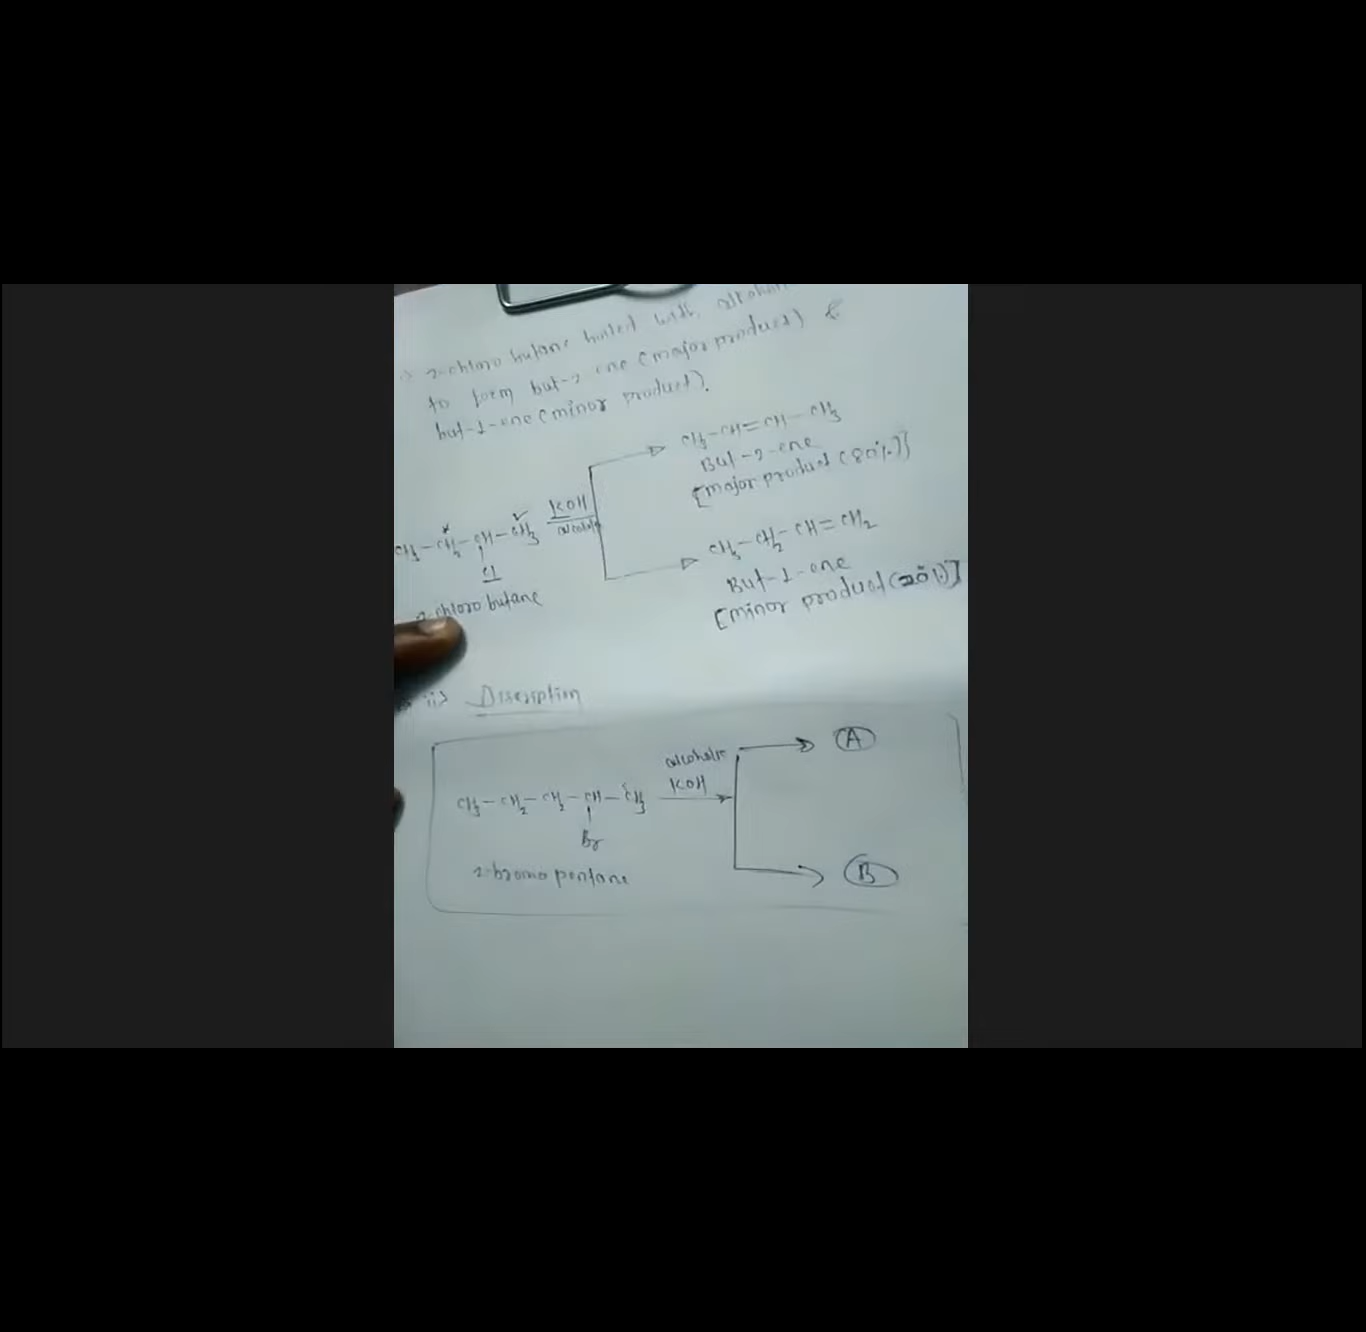 2-chloro butane boiled with alcoholi
to form but-2-ene (major product) &
but-1-ene (minor product).
CH3-CH=CH-CH3
But-2-ene
[major product (80%)]
KOH
alcoholic
CH3-CH2-CH-CH3
Cl
2-chloro butane
CH3-CH2-CH=CH2
But-1-ene
[minor product (20%)]
ii> Discription
alcoholic
KOH
CH3-CH2-CH2-CH-CH3
Br
2-bromo pentane
A
B